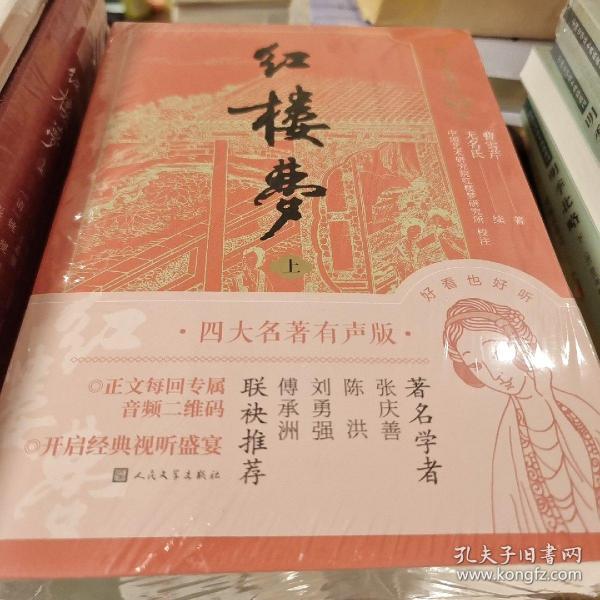 红楼梦
上
曹雪芹 著
无名氏 续
中国艺术研究院红楼梦研究所 校注
好看也好听
·四大名著有声版·
◎正文每回专属
音频二维码
◎开启经典视听盛宴
著名学者
张庆善
陈洪
刘勇强
傅承洲
联袂推荐
人民文学出版社
红楼梦
孔夫子旧书网
www.kongfz.com